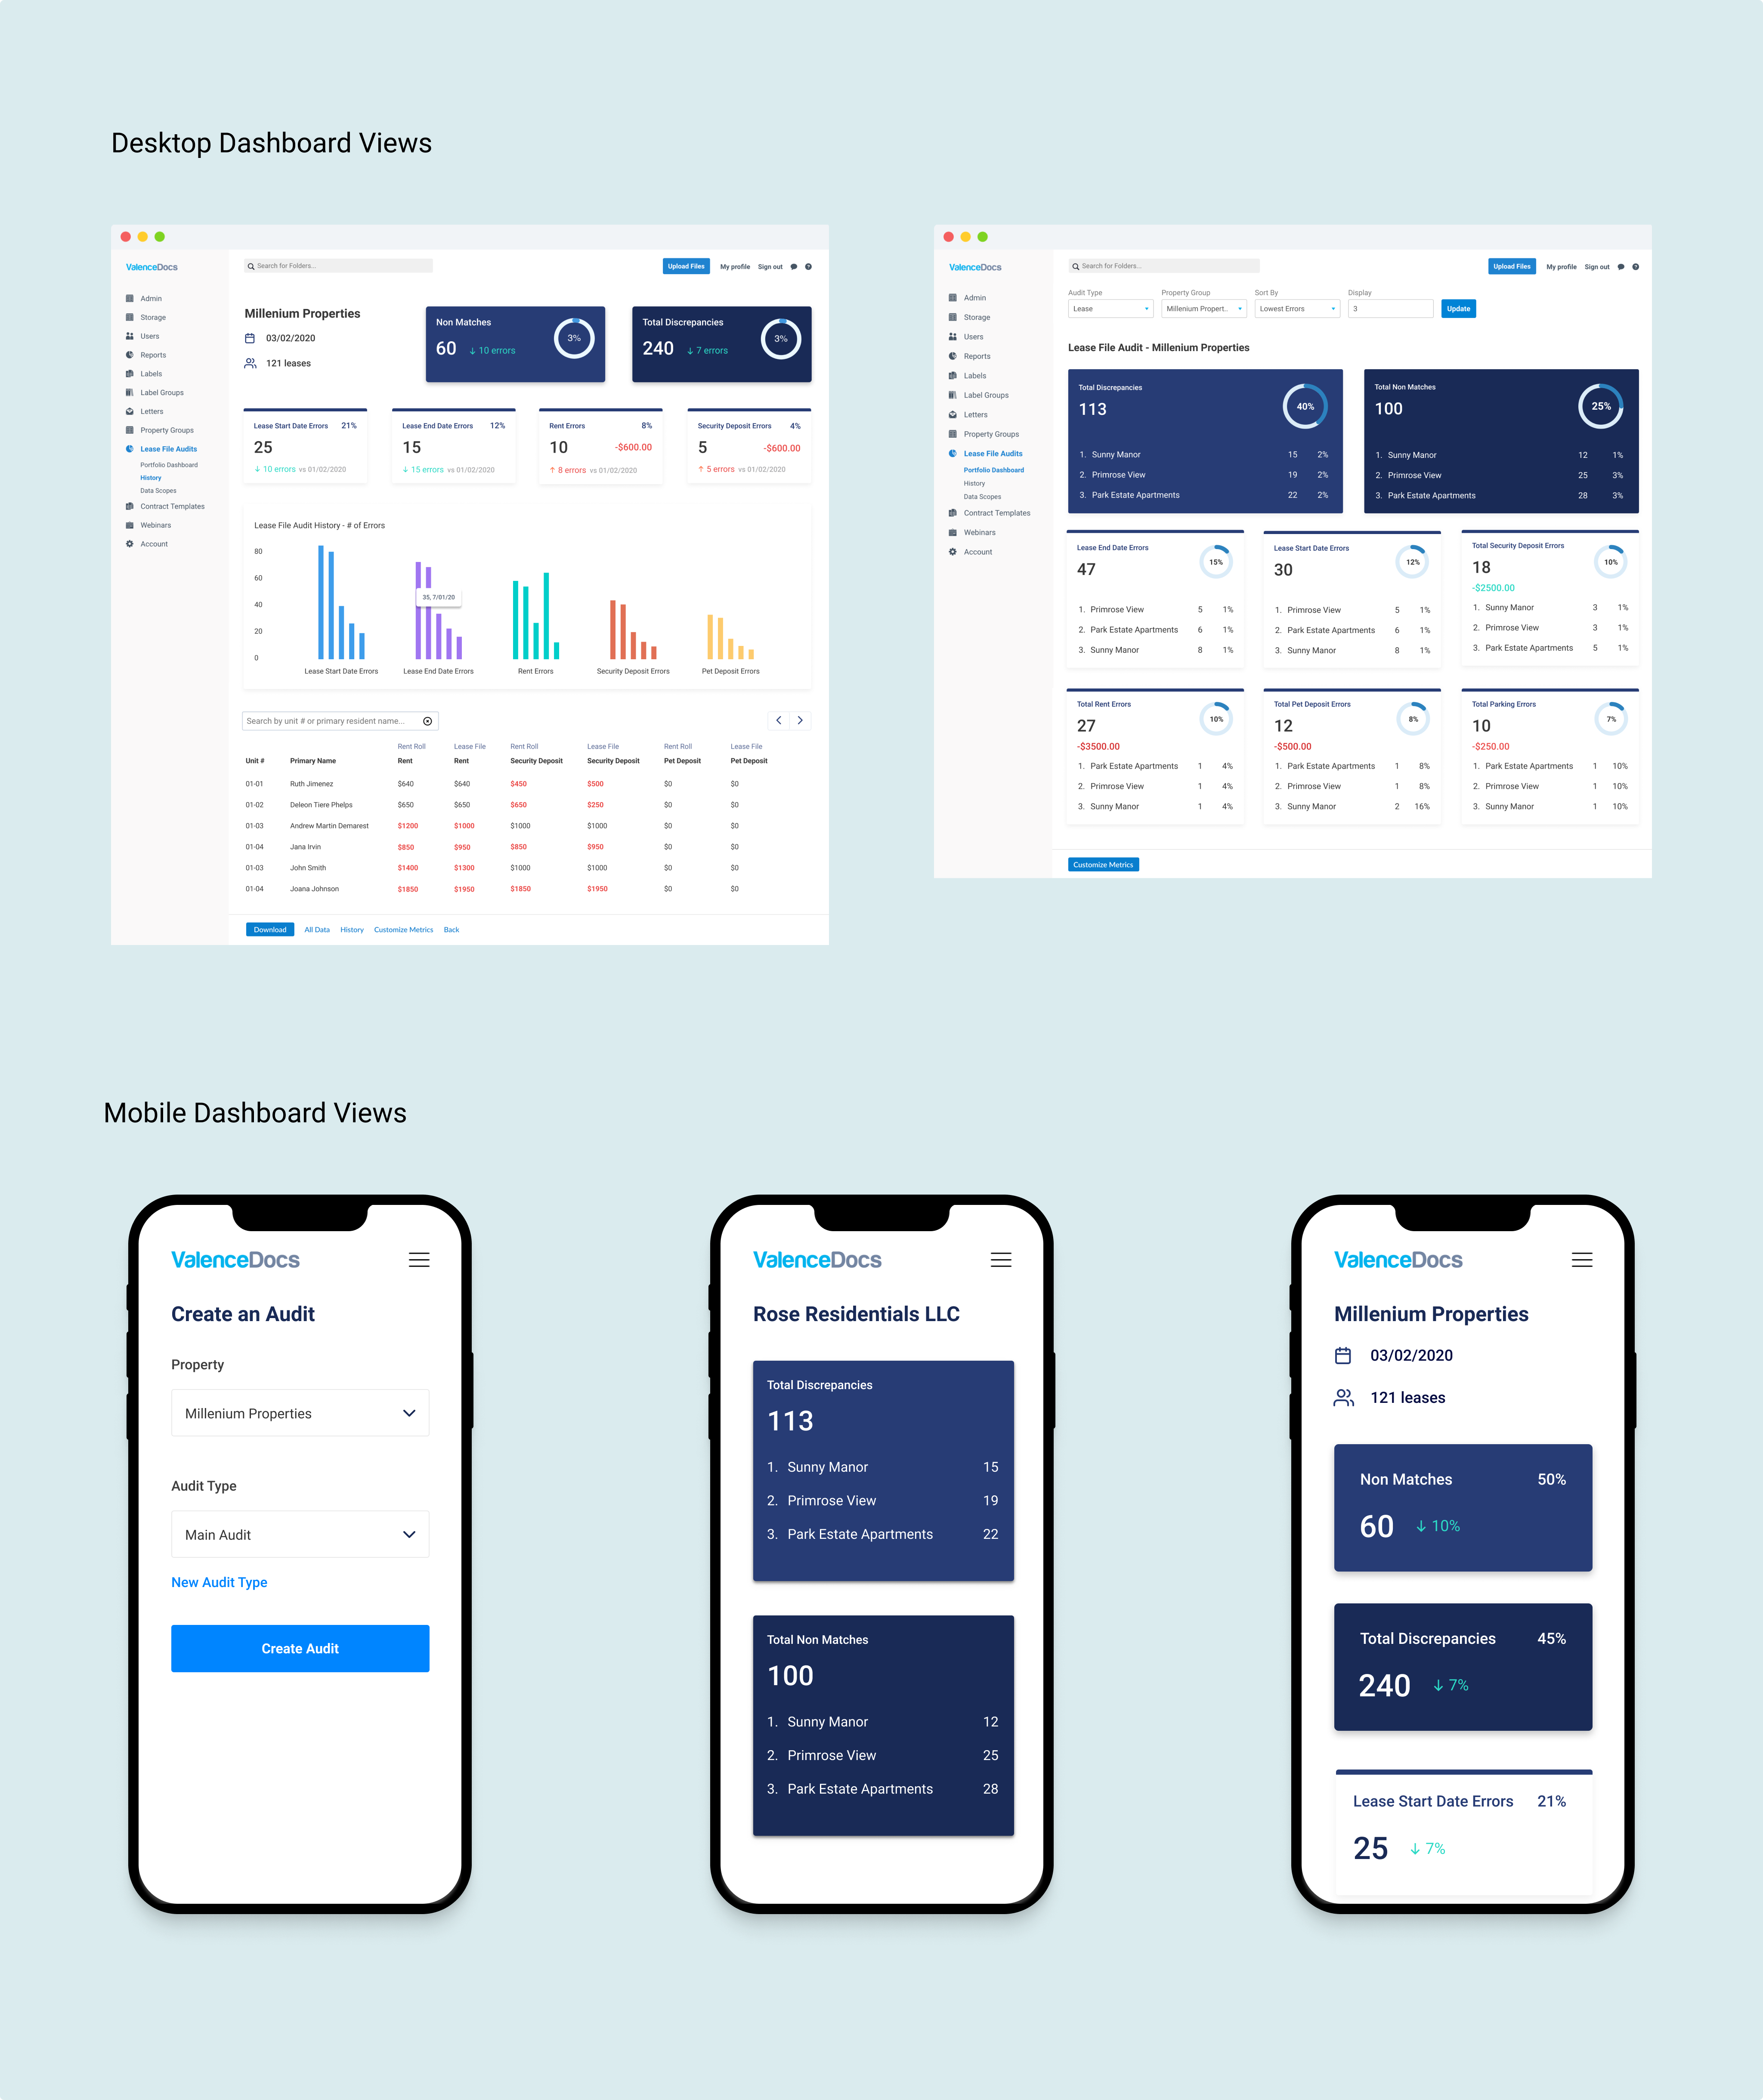 Desktop Dashboard Views
ValenceDocs
Admin
Storage
Users
Reports
Labels
Label Groups
Letters
Property Groups
Lease File Audits
Portfolio Dashboard
History
Data Scopes
Contract Templates
Webinars
Account
Search for Folders...
Upload Files My profile Sign out
Millenium Properties
03/02/2020
121 leases
Non Matches
60 ↓ 10 errors 3%
Total Discrepancies
240 ↓ 7 errors 3%
Lease Start Date Errors 21%
25
↓ 10 errors vs 01/02/2020
Lease End Date Errors 12%
15
↓ 15 errors vs 01/02/2020
Rent Errors 8%
10 -$600.00
↑ 8 errors vs 01/02/2020
Security Deposit Errors 4%
5 -$600.00
↑ 5 errors vs 01/02/2020
Lease File Audit History - # of Errors
80
60
40
20
0
35, 7/01/20
Lease Start Date Errors Lease End Date Errors Rent Errors Security Deposit Errors Pet Deposit Errors
Search by unit # or primary resident name...
Rent Roll Lease File Rent Roll Lease File Rent Roll Lease File
Unit # Primary Name Rent Rent Security Deposit Security Deposit Pet Deposit Pet Deposit
01-01 Ruth Jimenez $640 $640 $450 $500 $0 $0
01-02 Deleon Tiere Phelps $650 $650 $650 $250 $0 $0
01-03 Andrew Martin Demarest $1200 $1000 $1000 $1000 $0 $0
01-04 Jana Irvin $850 $950 $850 $950 $0 $0
01-03 John Smith $1400 $1300 $1000 $1000 $0 $0
01-04 Joana Johnson $1850 $1950 $1850 $1950 $0 $0
Download All Data History Customize Metrics Back
ValenceDocs
Admin
Storage
Users
Reports
Labels
Label Groups
Letters
Property Groups
Lease File Audits
Portfolio Dashboard
History
Data Scopes
Contract Templates
Webinars
Account
Search for Folders...
Upload Files My profile Sign out
Audit Type Property Group Sort By Display
Lease Millenium Propert.. Lowest Errors 3 Update
Lease File Audit - Millenium Properties
Total Discrepancies
113 40%
1. Sunny Manor 15 2%
2. Primrose View 19 2%
3. Park Estate Apartments 22 2%
Total Non Matches
100 25%
1. Sunny Manor 12 1%
2. Primrose View 25 3%
3. Park Estate Apartments 28 3%
Lease End Date Errors
47 15%
1. Primrose View 5 1%
2. Park Estate Apartments 6 1%
3. Sunny Manor 8 1%
Lease Start Date Errors
30 12%
1. Primrose View 5 1%
2. Park Estate Apartments 6 1%
3. Sunny Manor 8 1%
Total Security Deposit Errors
18 10%
-$2500.00
1. Sunny Manor 3 1%
2. Primrose View 3 1%
3. Park Estate Apartments 5 1%
Total Rent Errors
27 10%
-$3500.00
1. Park Estate Apartments 1 4%
2. Primrose View 1 4%
3. Sunny Manor 1 4%
Total Pet Deposit Errors
12 8%
-$500.00
1. Park Estate Apartments 1 8%
2. Primrose View 1 8%
3. Sunny Manor 2 16%
Total Parking Errors
10 7%
-$250.00
1. Park Estate Apartments 1 10%
2. Primrose View 1 10%
3. Sunny Manor 1 10%
Customize Metrics
Mobile Dashboard Views
ValenceDocs
Create an Audit
Property
Millenium Properties
Audit Type
Main Audit
New Audit Type
Create Audit
ValenceDocs
Rose Residentials LLC
Total Discrepancies
113
1. Sunny Manor 15
2. Primrose View 19
3. Park Estate Apartments 22
Total Non Matches
100
1. Sunny Manor 12
2. Primrose View 25
3. Park Estate Apartments 28
ValenceDocs
Millenium Properties
03/02/2020
121 leases
Non Matches 50%
60 ↓ 10%
Total Discrepancies 45%
240 ↓ 7%
Lease Start Date Errors 21%
25 ↓ 7%